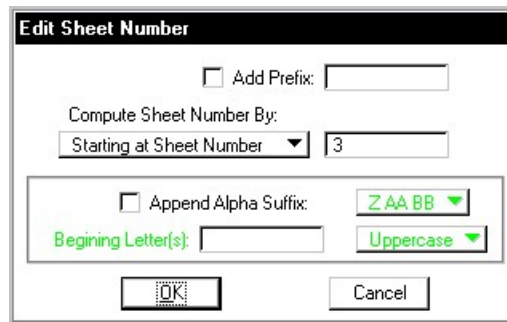 Edit Sheet Number
Add Prefix:
Compute Sheet Number By:
Starting at Sheet Number 3
Append Alpha Suffix: Z AA BB
Begining Letter(s): Uppercase
OK Cancel